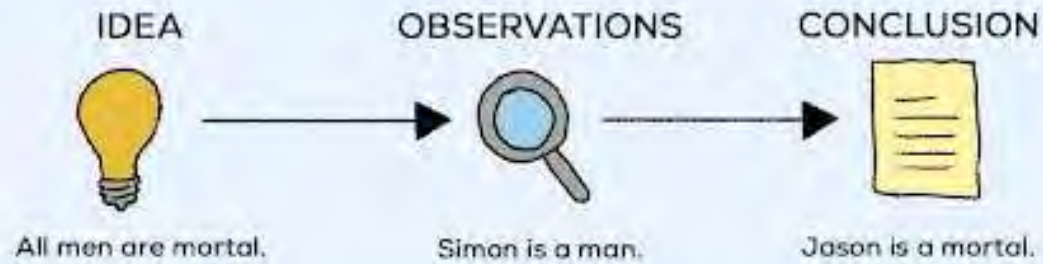 IDEA
OBSERVATIONS
CONCLUSION
All men are mortal.
Simon is a man.
Jason is a mortal.